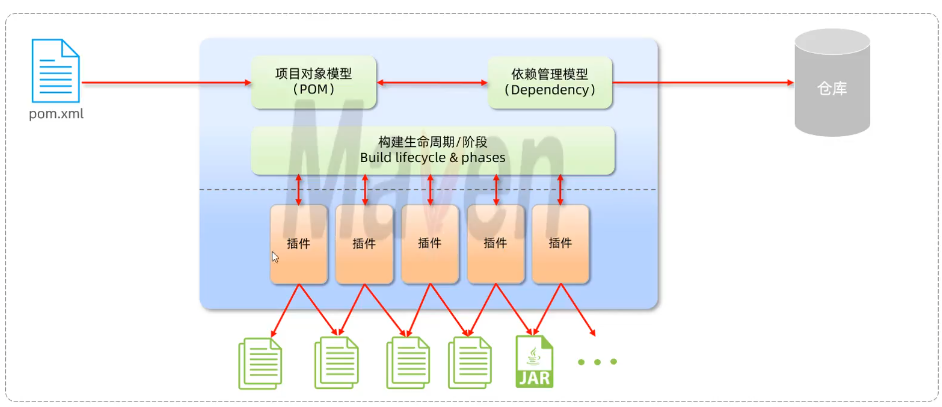 pom.xml
项目对象模型
（POM）
依赖管理模型
（Dependency）
仓库
构建生命周期/阶段
Build lifecycle & phases
Maven
插件
插件
插件
插件
插件
JAR